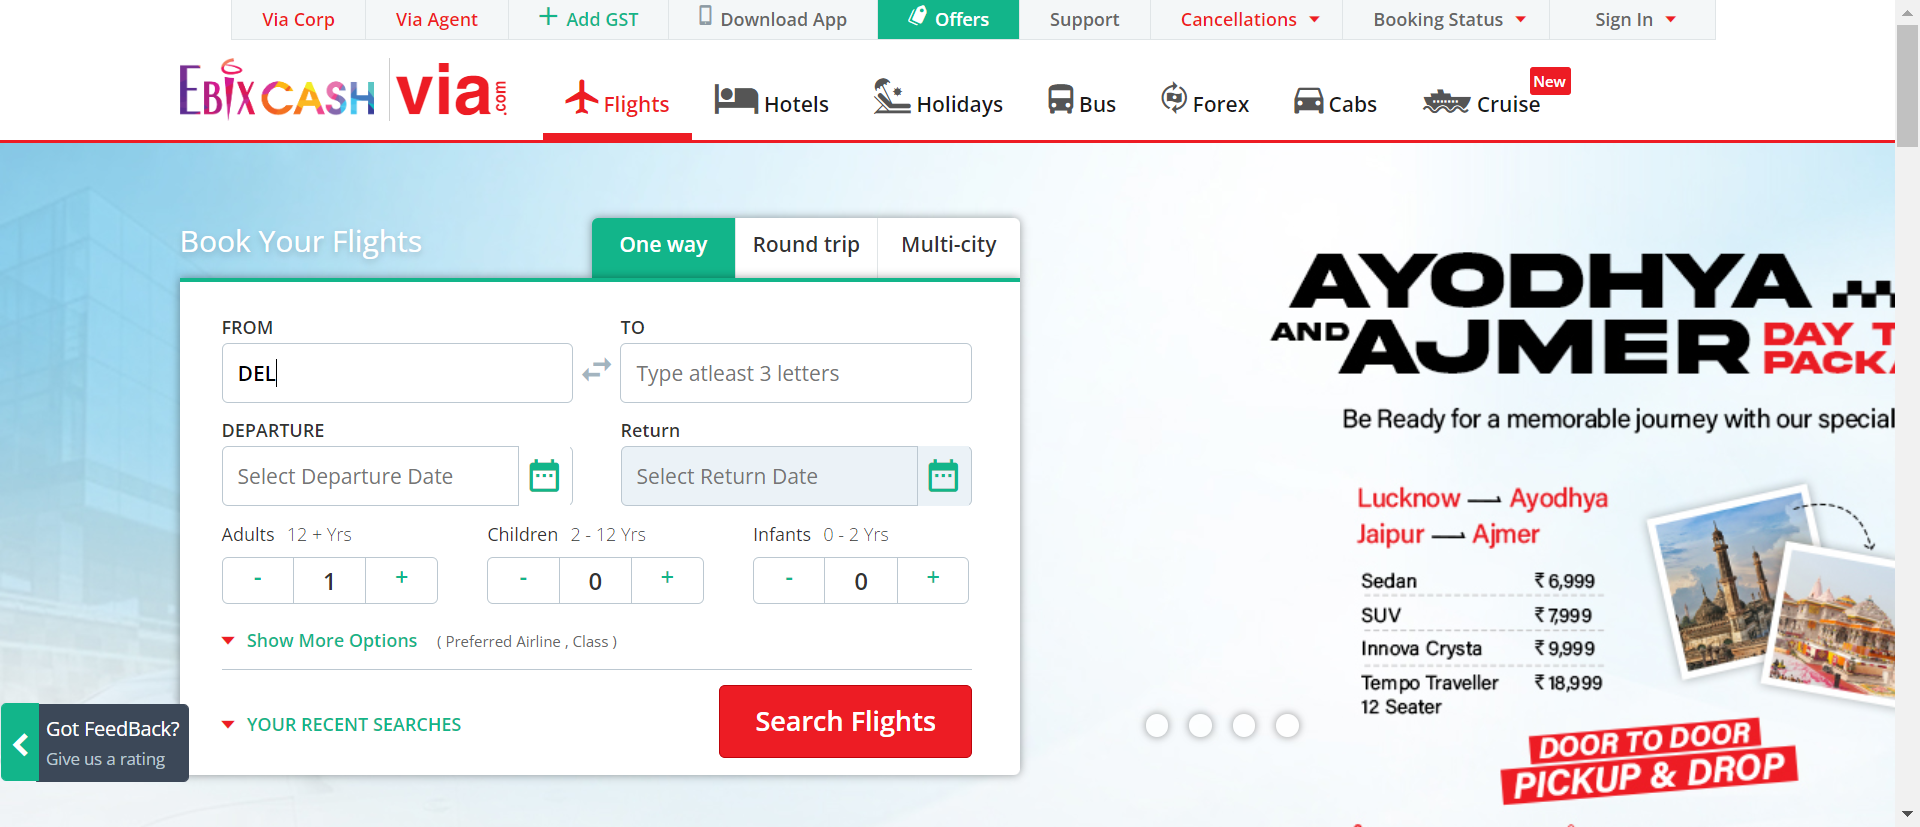 Via Corp
Via Agent
+ Add GST
Download App
Offers
Support
Cancellations
Booking Status
Sign In
EBIXCASH via.com
Flights
Hotels
Holidays
Bus
Forex
Cabs
Cruise
New
Book Your Flights
One way
Round trip
Multi-city
FROM
TO
DEL
Type atleast 3 letters
DEPARTURE
Return
Select Departure Date
Select Return Date
Adults 12 + Yrs
Children 2 - 12 Yrs
Infants 0 - 2 Yrs
- 1 +
- 0 +
- 0 +
Show More Options ( Preferred Airline , Class )
YOUR RECENT SEARCHES
Search Flights
Got FeedBack?
Give us a rating
AYODHYA
AND AJMER DAY T
PACKA
Be Ready for a memorable journey with our special
Lucknow Ayodhya
Jaipur Ajmer
Sedan ₹ 6,999
SUV ₹ 7,999
Innova Crysta ₹ 9,999
Tempo Traveller ₹ 18,999
12 Seater
DOOR TO DOOR
PICKUP & DROP